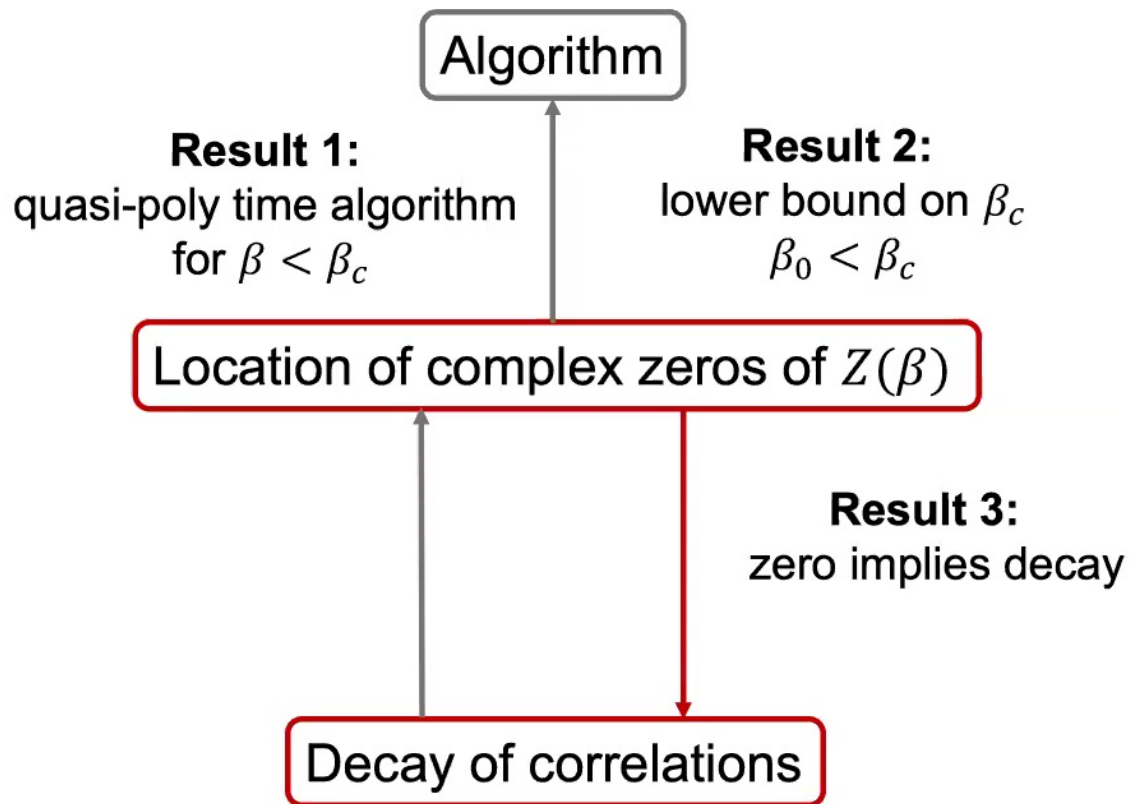 Algorithm
Result 1:
quasi-poly time algorithm
for β < β_c
Result 2:
lower bound on β_c
β_0 < β_c
Location of complex zeros of Z(β)
Result 3:
zero implies decay
Decay of correlations